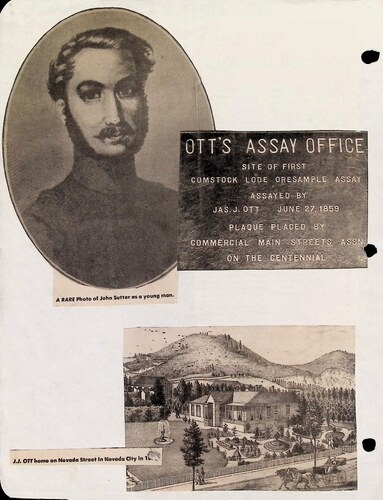 OTT'S ASSAY OFFICE
SITE OF FIRST
COMSTOCK LODE ORESAMPLE ASSAY
ASSAYED BY
JAS. J. OTT JUNE 27, 1859
PLAQUE PLACED BY
COMMERCIAL MAIN STREETS ASSN
ON THE CENTENNIAL
A RARE Photo of John Sutter as a young man.
J.J. OTT home on Nevada Street in Nevada City in